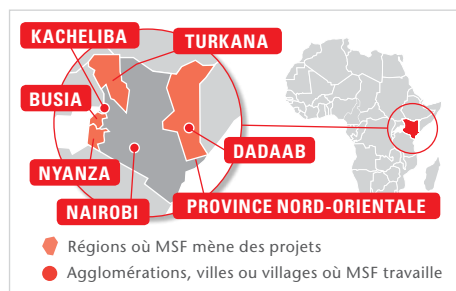 KACHELIBA
TURKANA
BUSIA
DADAAB
NYANZA
NAIROBI
PROVINCE NORD-ORIENTALE
Régions où MSF mène des projets
Agglomérations, villes ou villages où MSF travaille